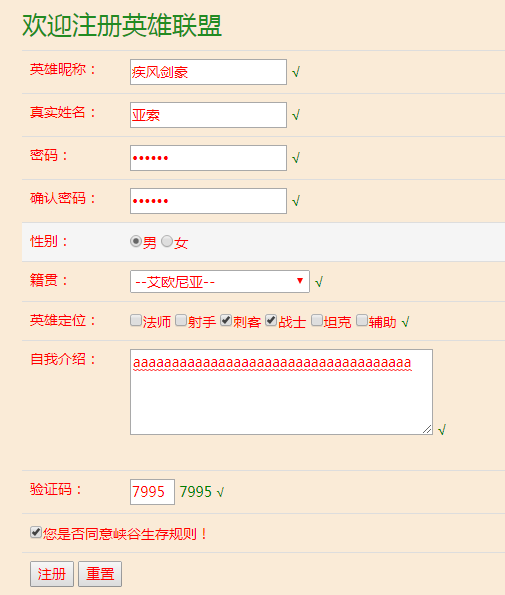 欢迎注册英雄联盟
英雄昵称： 疾风剑豪 √
真实姓名： 亚索 √
密码： •••••• √
确认密码： •••••• √
性别： 男 女
籍贯： --艾欧尼亚-- √
英雄定位： 法师 射手 刺客 战士 坦克 辅助 √
自我介绍： aaaaaaaaaaaaaaaaaaaaaaaaaaaaaaaaaaaa √
验证码： 7995 7995 √
您是否同意峡谷生存规则！
注册 重置